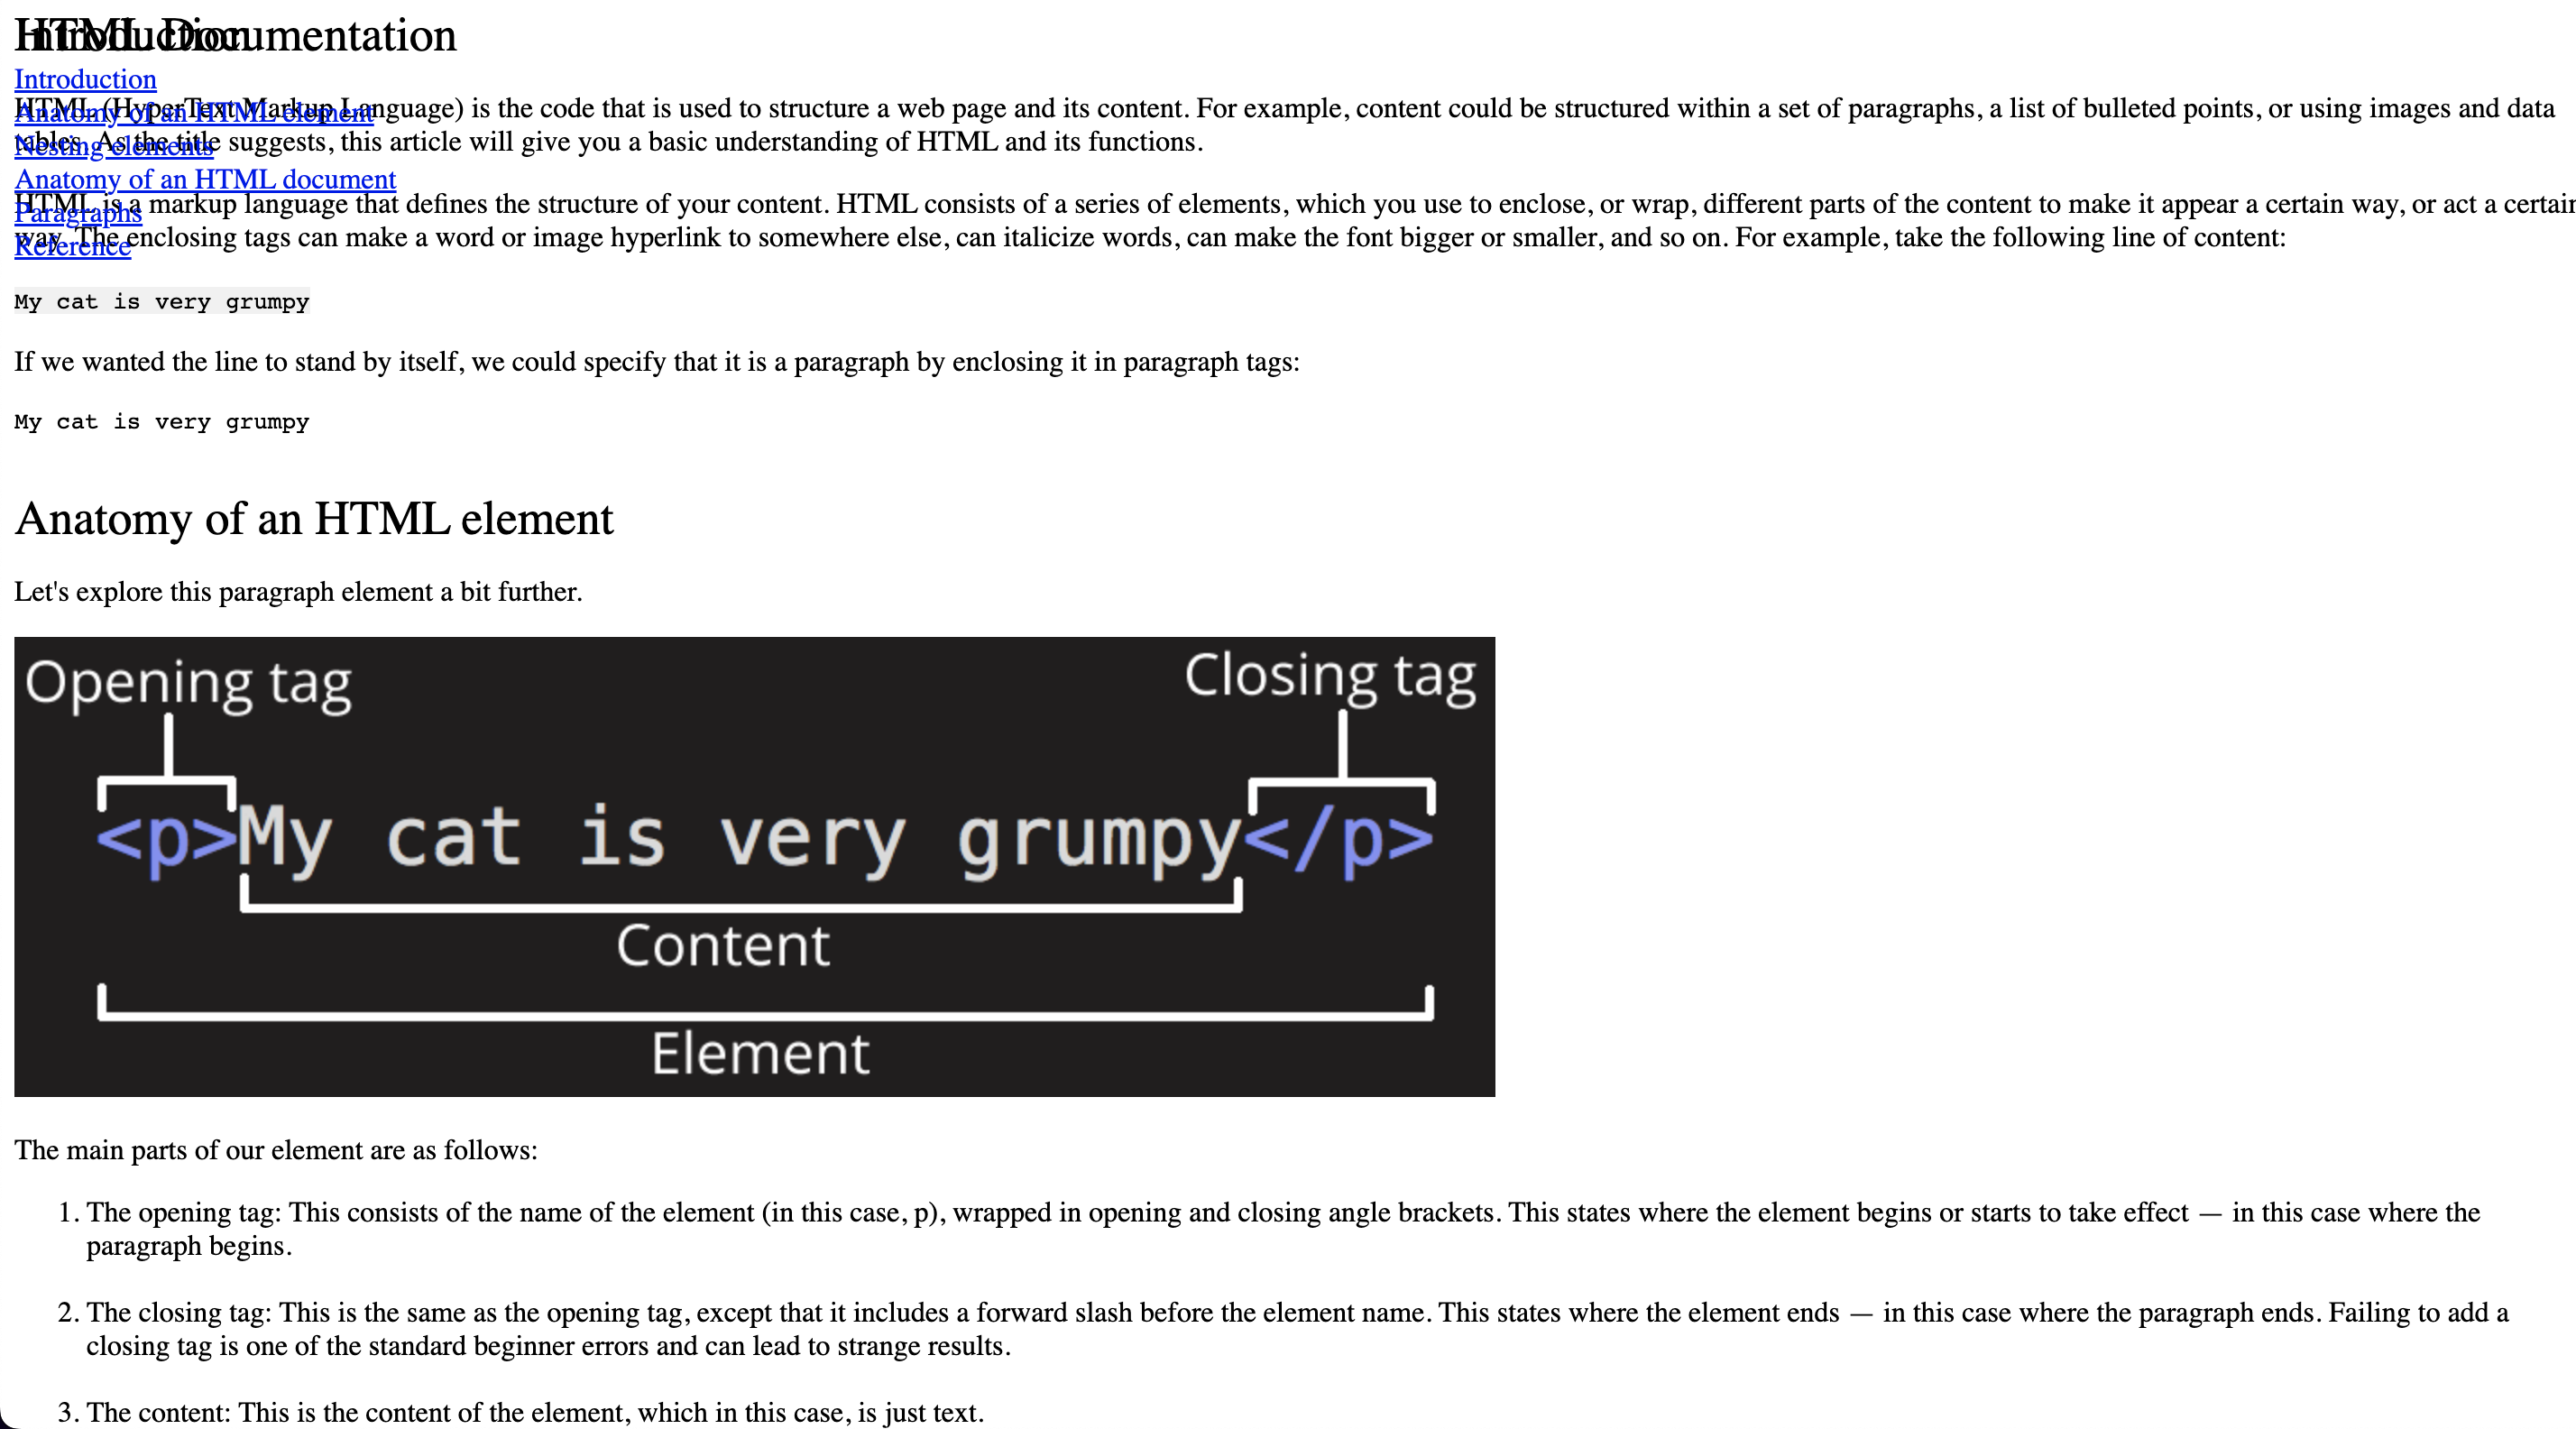 HTML Documentation
Introduction
Introduction
Anatomy of an HTML element
Nesting elements
Anatomy of an HTML document
Paragraphs
Reference
HTML (HyperText Markup Language) is the code that is used to structure a web page and its content. For example, content could be structured within a set of paragraphs, a list of bulleted points, or using images and data
tables. As the title suggests, this article will give you a basic understanding of HTML and its functions.
HTML is a markup language that defines the structure of your content. HTML consists of a series of elements, which you use to enclose, or wrap, different parts of the content to make it appear a certain way, or act a certain
way. The enclosing tags can make a word or image hyperlink to somewhere else, can italicize words, can make the font bigger or smaller, and so on. For example, take the following line of content:
My cat is very grumpy
If we wanted the line to stand by itself, we could specify that it is a paragraph by enclosing it in paragraph tags:
My cat is very grumpy
Anatomy of an HTML element
Let's explore this paragraph element a bit further.
Opening tag
Closing tag
<p>My cat is very grumpy</p>
Content
Element
The main parts of our element are as follows:
1. The opening tag: This consists of the name of the element (in this case, p), wrapped in opening and closing angle brackets. This states where the element begins or starts to take effect — in this case where the
paragraph begins.
2. The closing tag: This is the same as the opening tag, except that it includes a forward slash before the element name. This states where the element ends — in this case where the paragraph ends. Failing to add a
closing tag is one of the standard beginner errors and can lead to strange results.
3. The content: This is the content of the element, which in this case, is just text.